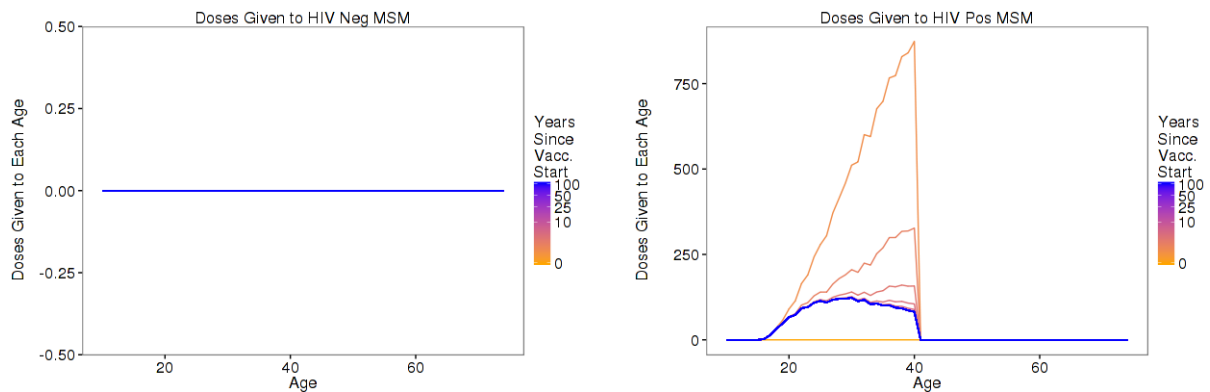 Doses Given to HIV Neg MSM
0.50
0.25
0.00
-0.25
-0.50
Doses Given to Each Age
20
40
60
Age
Years
Since
Vacc.
Start
100
50
25
10
0
Doses Given to HIV Pos MSM
750
500
250
0
Doses Given to Each Age
20
40
60
Age
Years
Since
Vacc.
Start
100
50
25
10
0